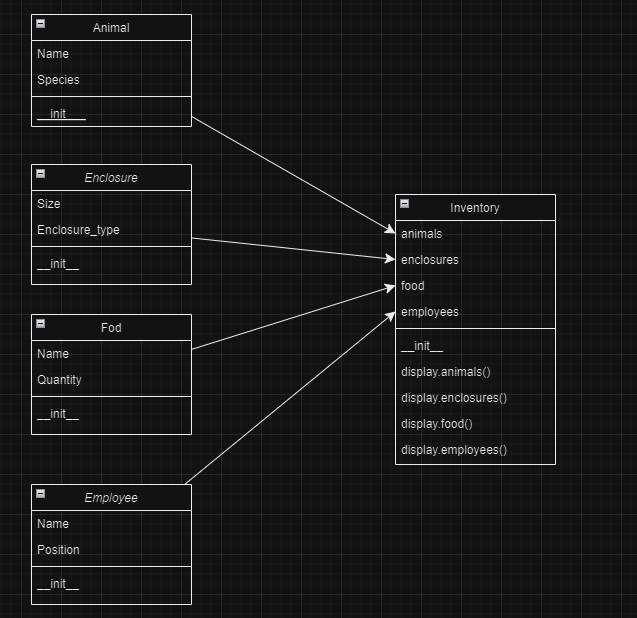 Animal
Name
Species
__init__
Enclosure
Size
Enclosure_type
__init__
Fod
Name
Quantity
__init__
Employee
Name
Position
__init__
Inventory
animals
enclosures
food
employees
__init__
display.animals()
display.enclosures()
display.food()
display.employees()